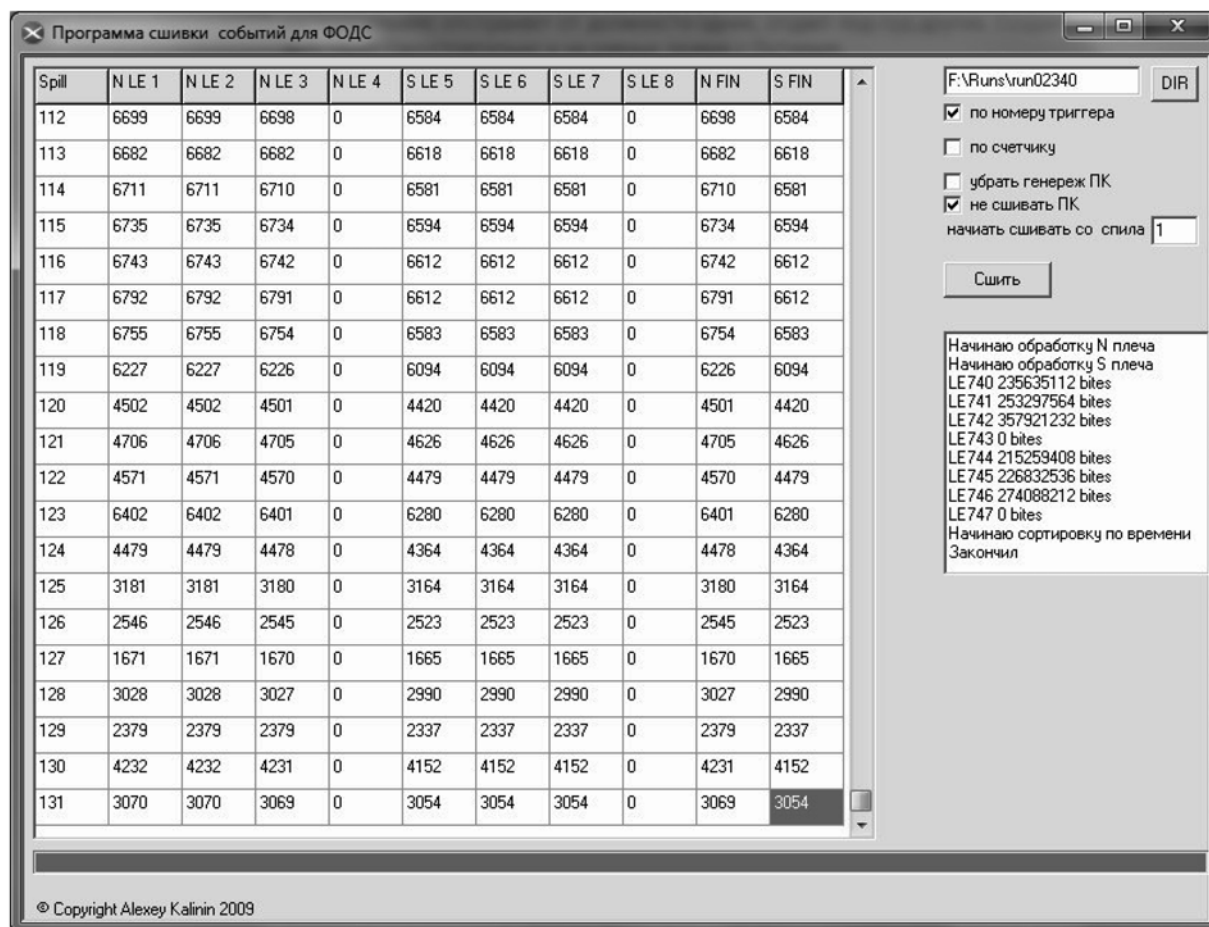 Программа сшивки событий для ФОДС
Spill N LE 1 N LE 2 N LE 3 N LE 4 S LE 5 S LE 6 S LE 7 S LE 8 N FIN S FIN
112 6699 6699 6698 0 6584 6584 6584 0 6698 6584
113 6682 6682 6682 0 6618 6618 6618 0 6682 6618
114 6711 6711 6710 0 6581 6581 6581 0 6710 6581
115 6735 6735 6734 0 6594 6594 6594 0 6734 6594
116 6743 6743 6742 0 6612 6612 6612 0 6742 6612
117 6792 6792 6791 0 6612 6612 6612 0 6791 6612
118 6755 6755 6754 0 6583 6583 6583 0 6754 6583
119 6227 6227 6226 0 6094 6094 6094 0 6226 6094
120 4502 4502 4501 0 4420 4420 4420 0 4501 4420
121 4706 4706 4705 0 4626 4626 4626 0 4705 4626
122 4571 4571 4570 0 4479 4479 4479 0 4570 4479
123 6402 6402 6401 0 6280 6280 6280 0 6401 6280
124 4479 4479 4478 0 4364 4364 4364 0 4478 4364
125 3181 3181 3180 0 3164 3164 3164 0 3180 3164
126 2546 2546 2545 0 2523 2523 2523 0 2545 2523
127 1671 1671 1670 0 1665 1665 1665 0 1670 1665
128 3028 3028 3027 0 2990 2990 2990 0 3027 2990
129 2379 2379 2379 0 2337 2337 2337 0 2379 2337
130 4232 4232 4231 0 4152 4152 4152 0 4231 4152
131 3070 3070 3069 0 3054 3054 3054 0 3069 3054
F:\Runs\run02340 DIR
по номеру триггера
по счетчику
убрать генереж ПК
не сшивать ПК
начиать сшивать со спила 1
Сшить
Начинаю обработку N плеча
Начинаю обработку S плеча
LE740 235635112 bites
LE741 253297564 bites
LE742 357921232 bites
LE743 0 bites
LE744 215259408 bites
LE745 226832536 bites
LE746 274088212 bites
LE747 0 bites
Начинаю сортировку по времени
Закончил
© Copyright Alexey Kalinin 2009